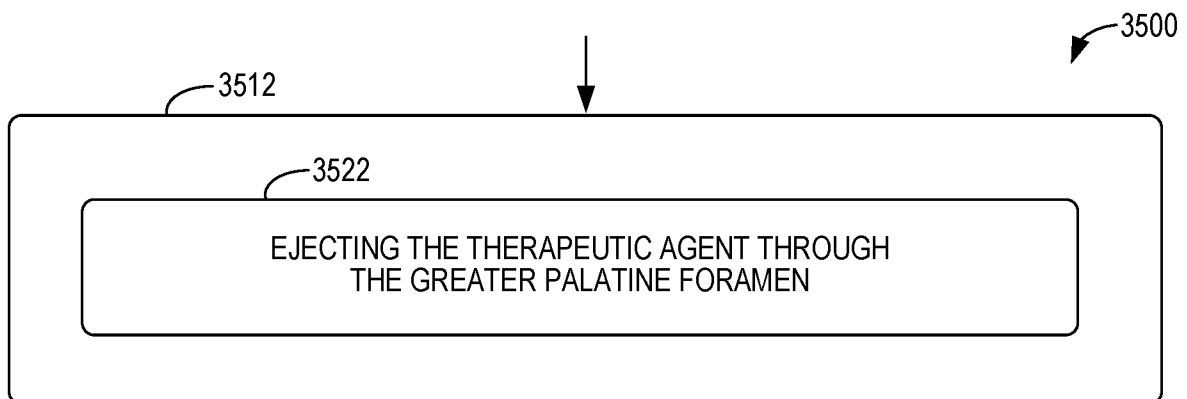 3500
3512
3522
EJECTING THE THERAPEUTIC AGENT THROUGH
THE GREATER PALATINE FORAMEN